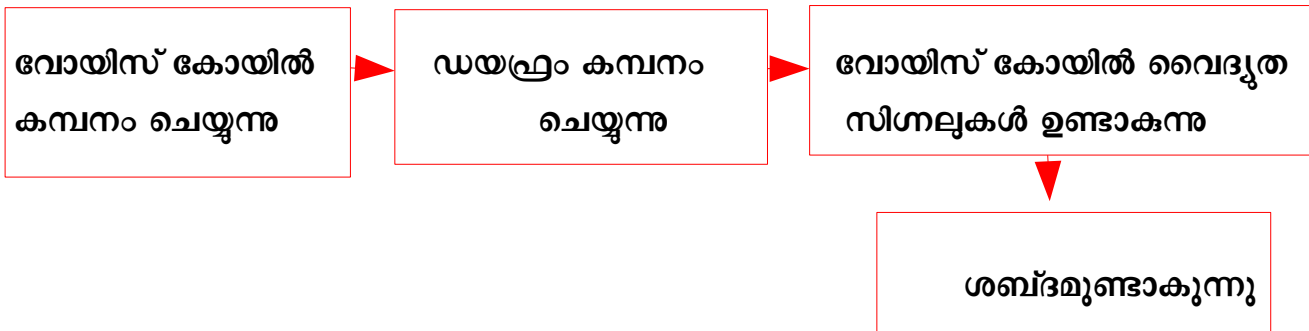 വോയിസ് കോയിൽ
കമ്പനം ചെയ്യുന്നു
ഡയഫ്രം കമ്പനം
ചെയ്യുന്നു
വോയിസ് കോയിൽ വൈദ്യുത
സിഗ്നലുകൾ ഉണ്ടാകുന്നു
ശബ്ദമുണ്ടാകുന്നു